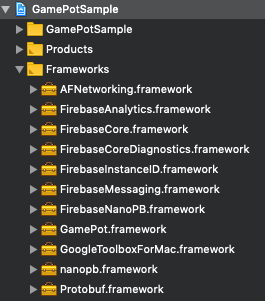 GamePotSample
GamePotSample
Products
Frameworks
AFNetworking.framework
FirebaseAnalytics.framework
FirebaseCore.framework
FirebaseCoreDiagnostics.framework
FirebaseInstanceID.framework
FirebaseMessaging.framework
FirebaseNanoPB.framework
GamePot.framework
GoogleToolboxForMac.framework
nanopb.framework
Protobuf.framework